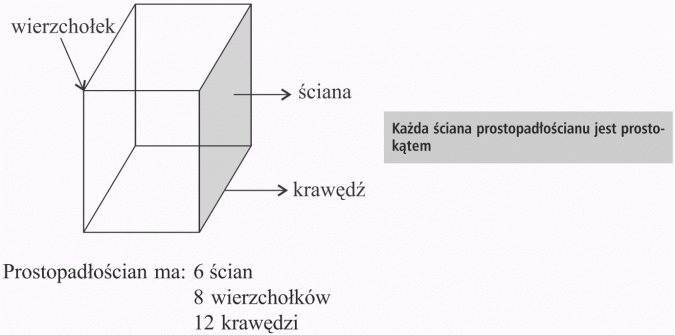 wierzchołek
ściana
Każda ściana prostopadłościanu jest prosto-
kątem
krawędź
Prostopadłościan ma: 6 ścian
8 wierzchołków
12 krawędzi